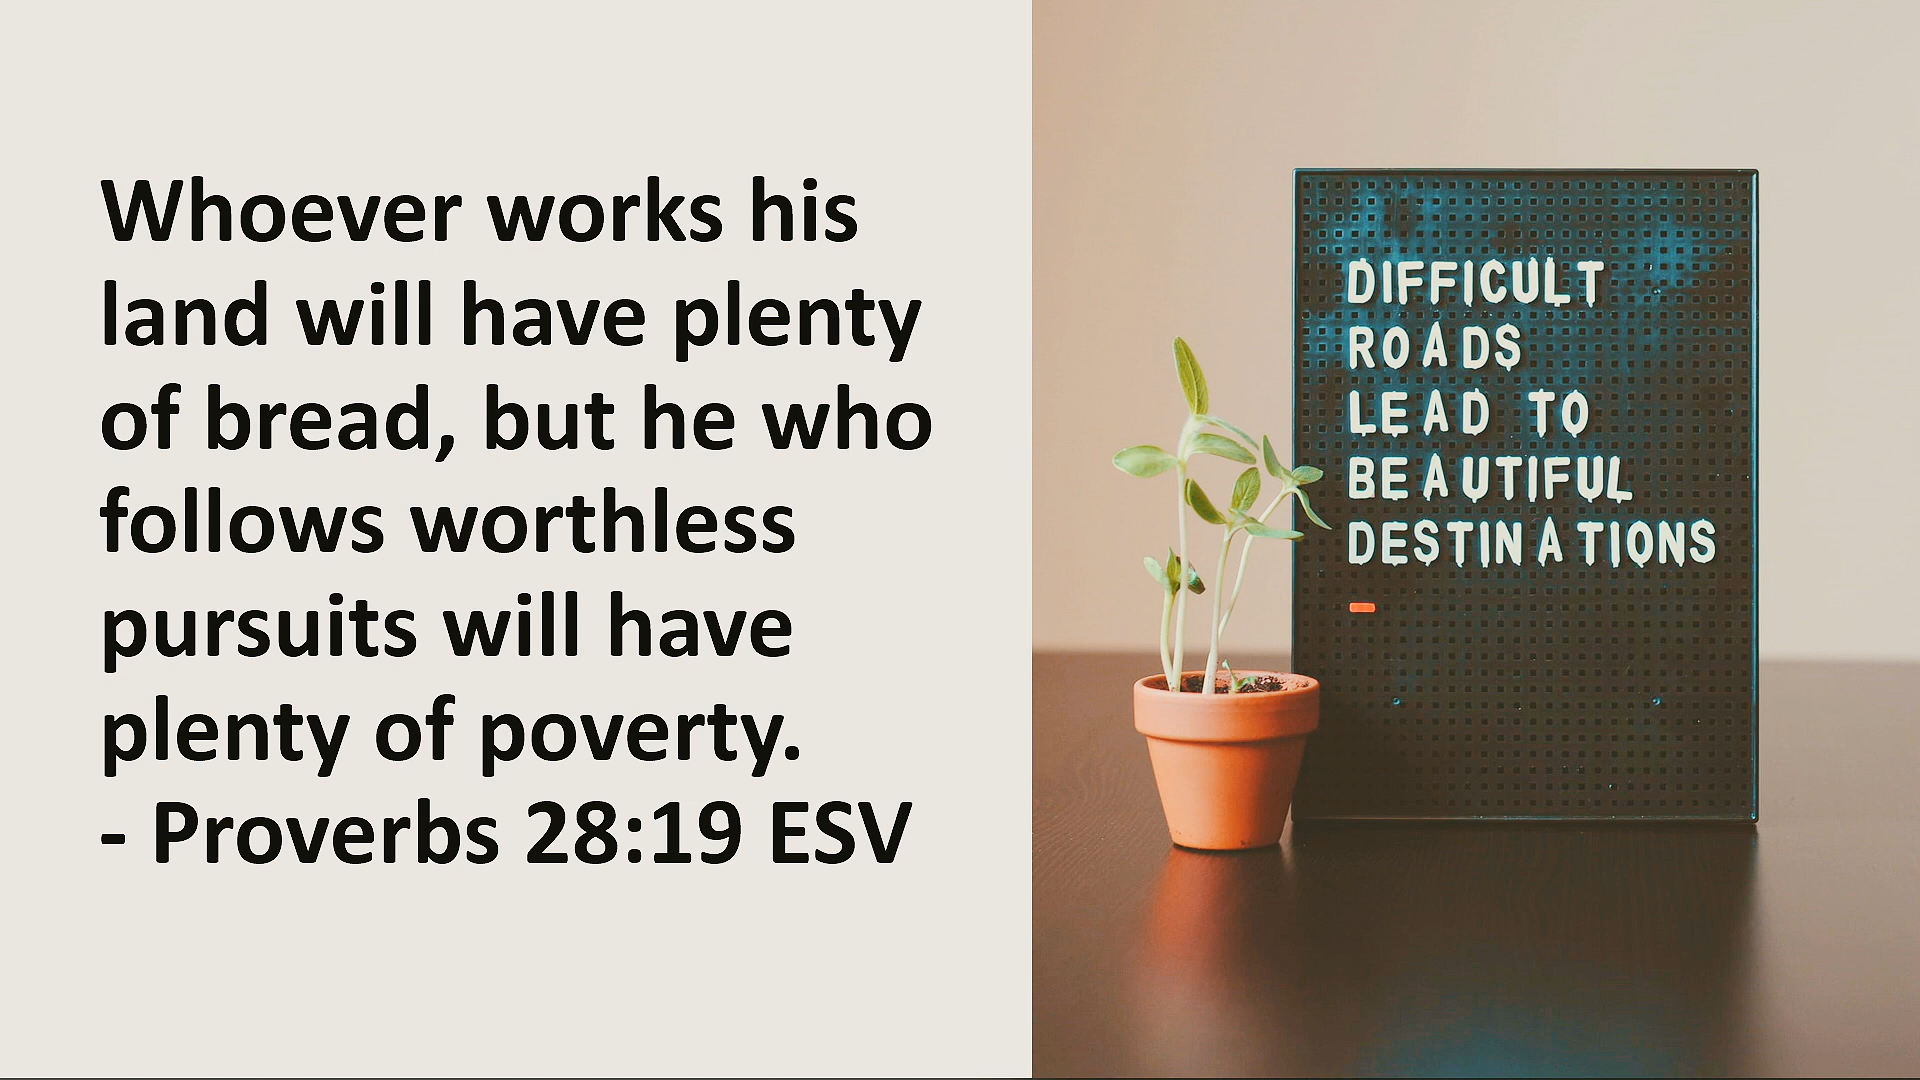 Whoever works his
land will have plenty
of bread, but he who
follows worthless
pursuits will have
plenty of poverty.
- Proverbs 28:19 ESV
DIFFICULT
ROADS
LEAD TO
BEAUTIFUL
DESTINATIONS